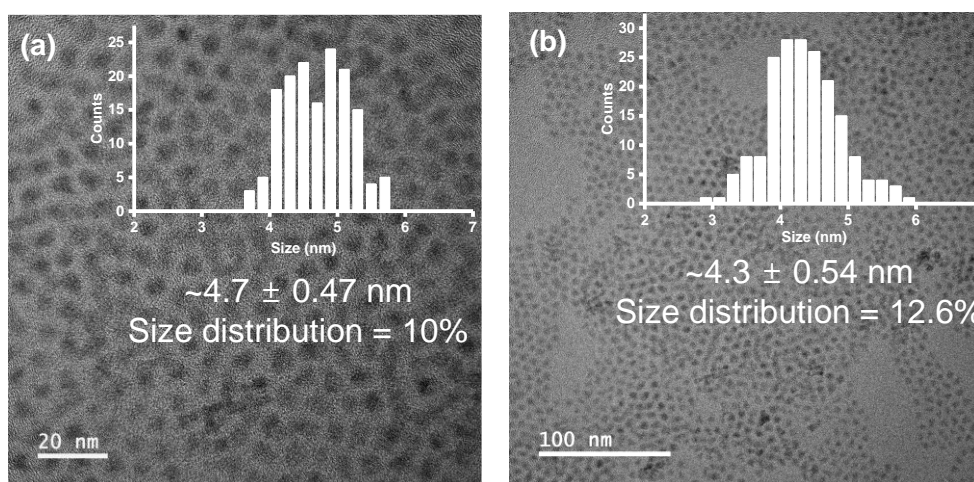 (a)
25
20
15
10
5
0
Counts
2 3 4 5 6 7
Size (nm)
~4.7 ± 0.47 nm
Size distribution = 10%
20 nm
(b)
30
25
20
15
10
5
0
Counts
2 3 4 5 6
Size (nm)
~4.3 ± 0.54 nm
Size distribution = 12.6%
100 nm